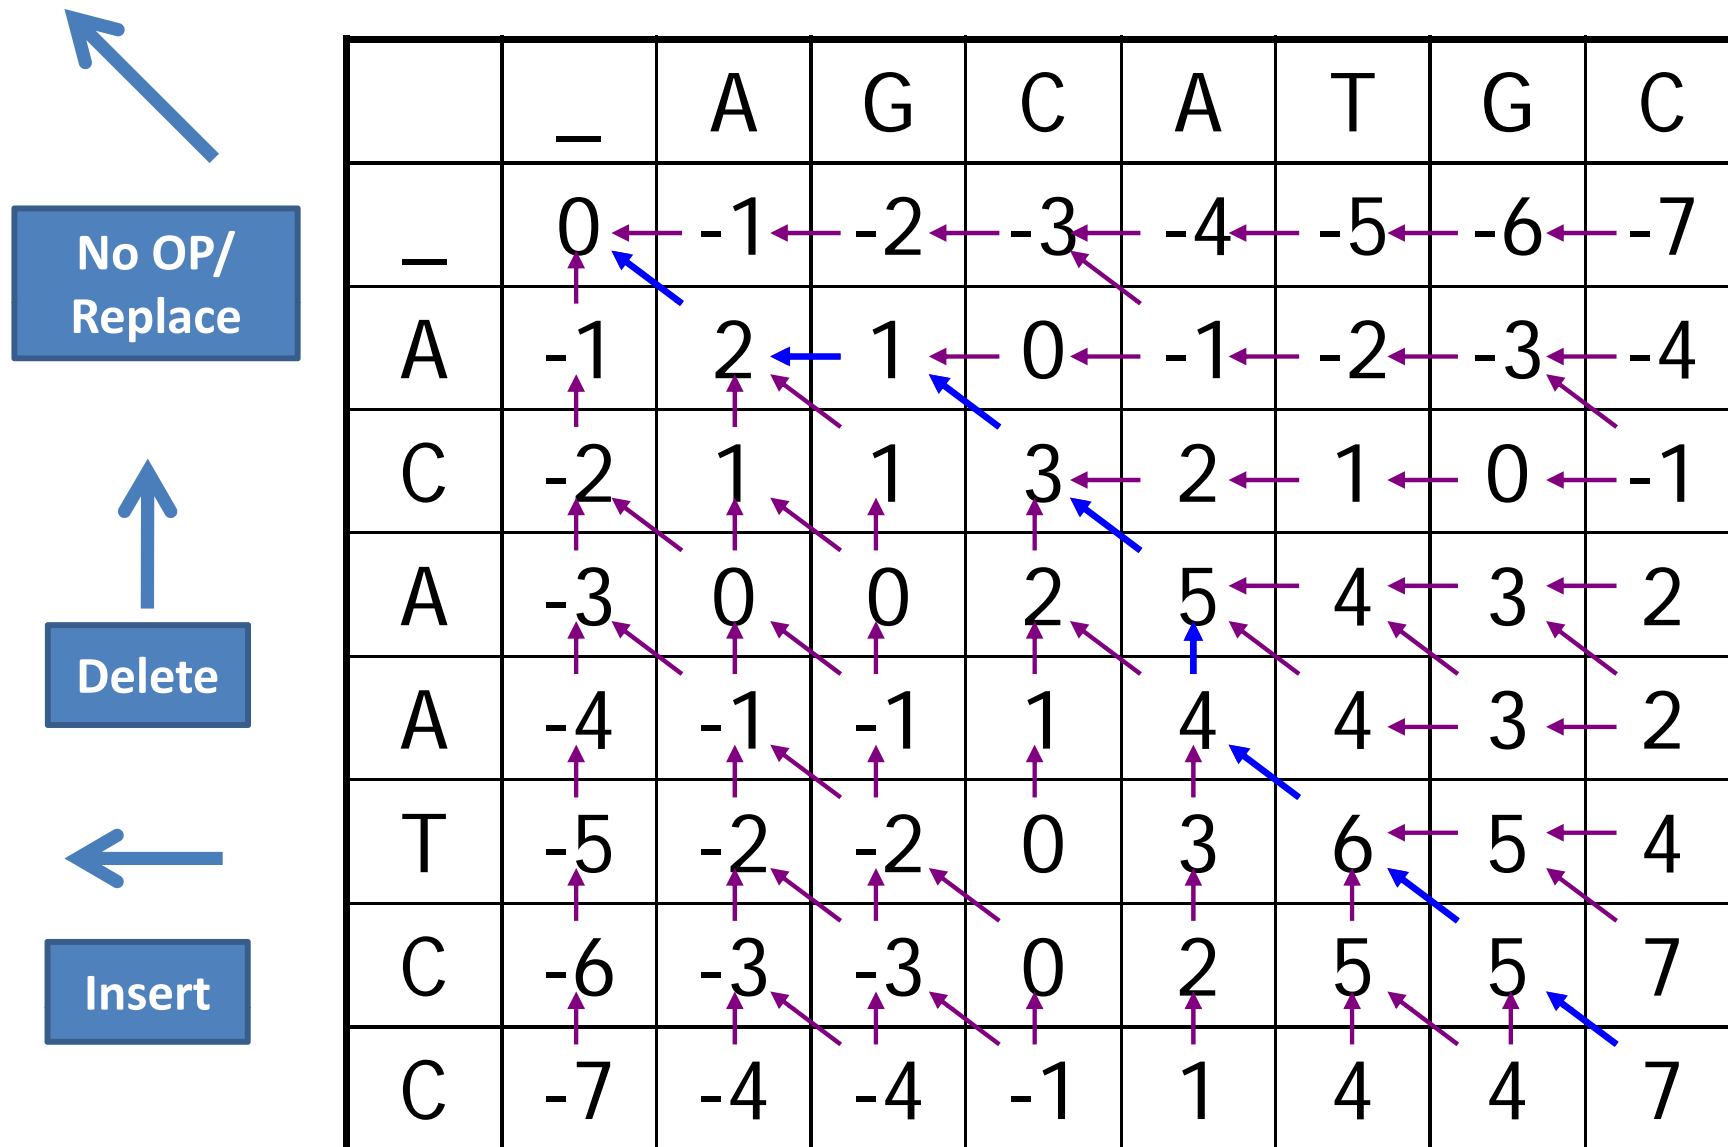 _ A G C A T G C
_ 0 -1 -2 -3 -4 -5 -6 -7
A -1 2 1 0 -1 -2 -3 -4
C -2 1 1 3 2 1 0 -1
A -3 0 0 2 5 4 3 2
A -4 -1 -1 1 4 4 3 2
T -5 -2 -2 0 3 6 5 4
C -6 -3 -3 0 2 5 5 7
C -7 -4 -4 -1 1 4 4 7
No OP/
Replace
Delete
Insert